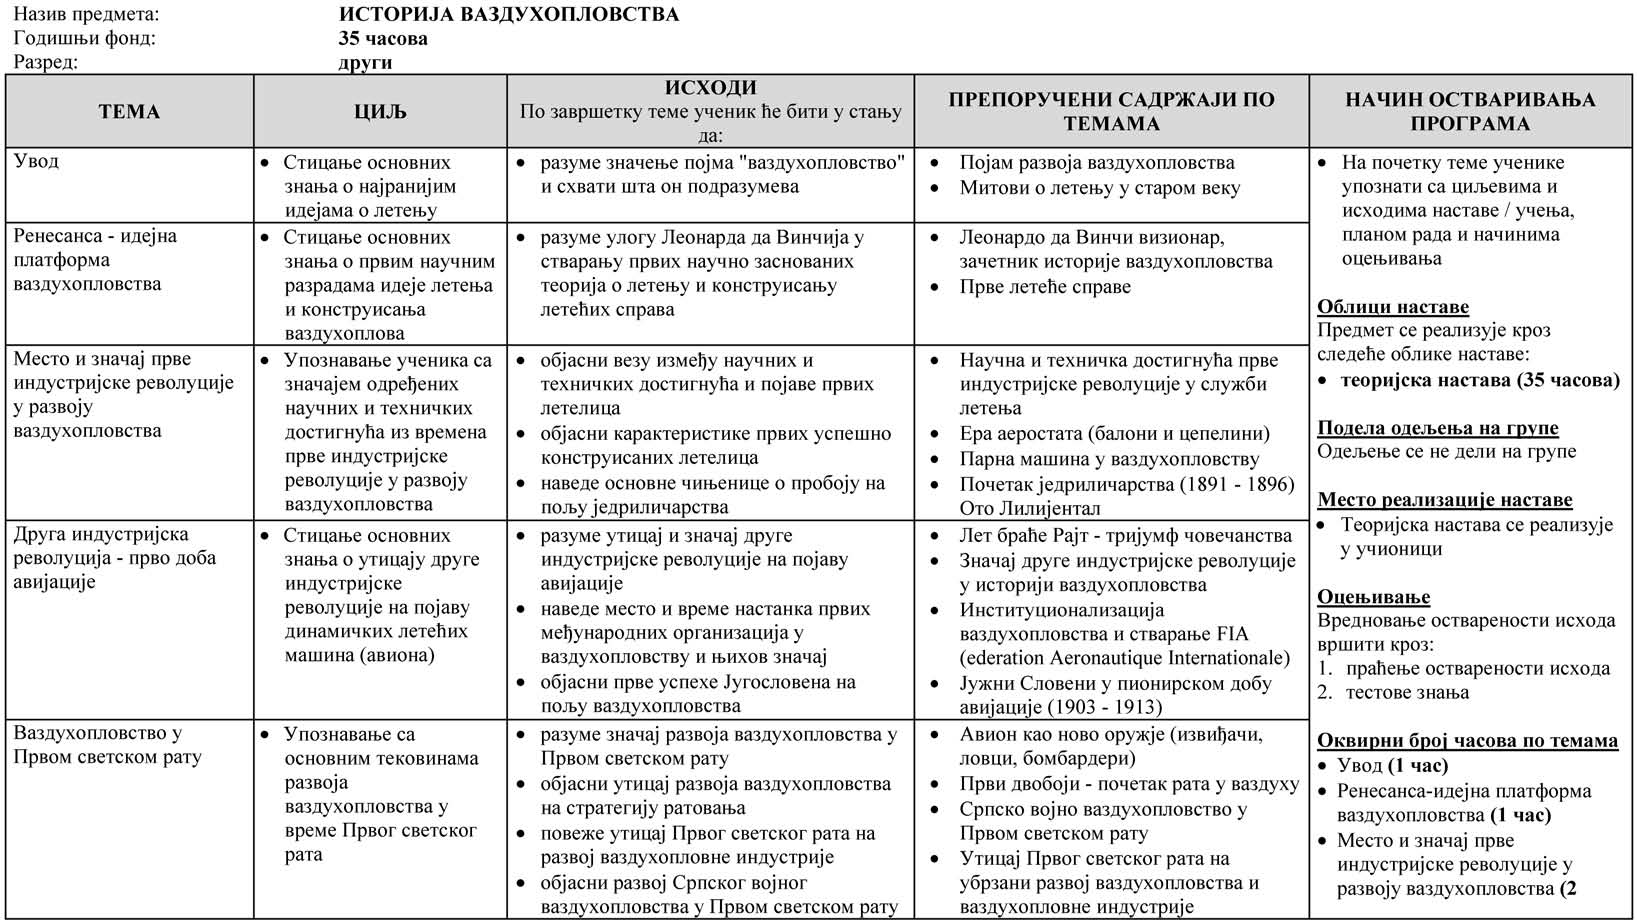 Назив предмета: ИСТОРИЈА ВАЗДУХОПЛОВСТВА
Годишњи фонд: 35 часова
Разред: други
ТЕМА
ЦИЉ
ИСХОДИ
По завршетку теме ученик ће бити у стању
да:
ПРЕПОРУЧЕНИ САДРЖАЈИ ПО
ТЕМАМА
НАЧИН ОСТВАРИВАЊА
ПРОГРАМА
Увод
• Стицање основних
знања о најранијим
идејама о летењу
• разуме значење појма "ваздухопловство"
и схвати шта он подразумева
• Појам развоја ваздухопловства
• Митови о летењу у старом веку
Ренесанса - идејна
платформа
ваздухопловства
• Стицање основних
знања о првим научним
разрадама идеје летења
и конструисања
ваздухоплова
• разуме улогу Леонарда да Винчија у
стварању првих научно заснованих
теорија о летењу и конструисању
летећих справа
• Леонардо да Винчи визионар,
зачетник историје ваздухопловства
• Прве летеће справе
Место и значај прве
индустријске револуције
у развоју
ваздухопловства
• Упознавање ученика са
значајем одређених
научних и техничких
достигнућа из времена
прве индустријске
револуције у развоју
ваздухопловства
• објасни везу између научних и
техничких достигнућа и појаве првих
летелица
• објасни карактеристике првих успешно
конструисаних летелица
• наведе основне чињенице о пробоју на
пољу једриличарства
• Научна и техничка достигнућа прве
индустријске револуције у служби
летења
• Ера аеростата (балони и цепелини)
• Парна машина у ваздухопловству
• Почетак једриличарства (1891 - 1896)
Ото Лилијентал
Друга индустријска
револуција - прво доба
авијације
• Стицање основних
знања о утицају друге
индустријске
револуције на појаву
динамичких летећих
машина (авиона)
• разуме утицај и значај друге
индустријске револуције на појаву
авијације
• наведе место и време настанка првих
међународних организација у
ваздухопловству и њихов значај
• објасни прве успехе Југословена на
пољу ваздухопловства
• Лет браће Рајт - тријумф човечанства
• Значај друге индустријске револуције
у историји ваздухопловства
• Институционализација
ваздухопловства и стварање FIA
(ederation Aeronautique Internationale)
• Јужни Словени у пионирском добу
авијације (1903 - 1913)
Ваздухопловство у
Првом светском рату
• Упознавање са
основним тековинама
развоја
ваздухопловства у
време Првог светског
рата
• разуме значај развоја ваздухопловства у
Првом светском рату
• објасни утицај развоја ваздухопловства
на стратегију ратовања
• повеже утицај Првог светског рата на
развој ваздухопловне индустрије
• објасни развој Српског војног
ваздухопловства у Првом светском рату
• Авион као ново оружје (извиђачи,
ловци, бомбардери)
• Први двобоји - почетак рата у ваздуху
• Српско војно ваздухопловство у
Првом светском рату
• Утицај Првог светског рата на
убрзани развој ваздухопловства и
ваздухопловне индустрије
• На почетку теме ученике
упознати са циљевима и
исходима наставе / учења,
планом рада и начинима
оцењивања
Облици наставе
Предмет се реализује кроз
следеће облике наставе:
• теоријска настава (35 часова)
Подела одељења на групе
Одељење се не дели на групе
Место реализације наставе
• Теоријска настава се реализује
у учионици
Оцењивање
Вредновање остварености исхода
вршити кроз:
1. праћење остварености исхода
2. тестове знања
Оквирни број часова по темама
• Увод (1 час)
• Ренесанса-идејна платформа
ваздухопловства (1 час)
• Место и значај прве
индустријске револуције у
развоју ваздухопловства (2